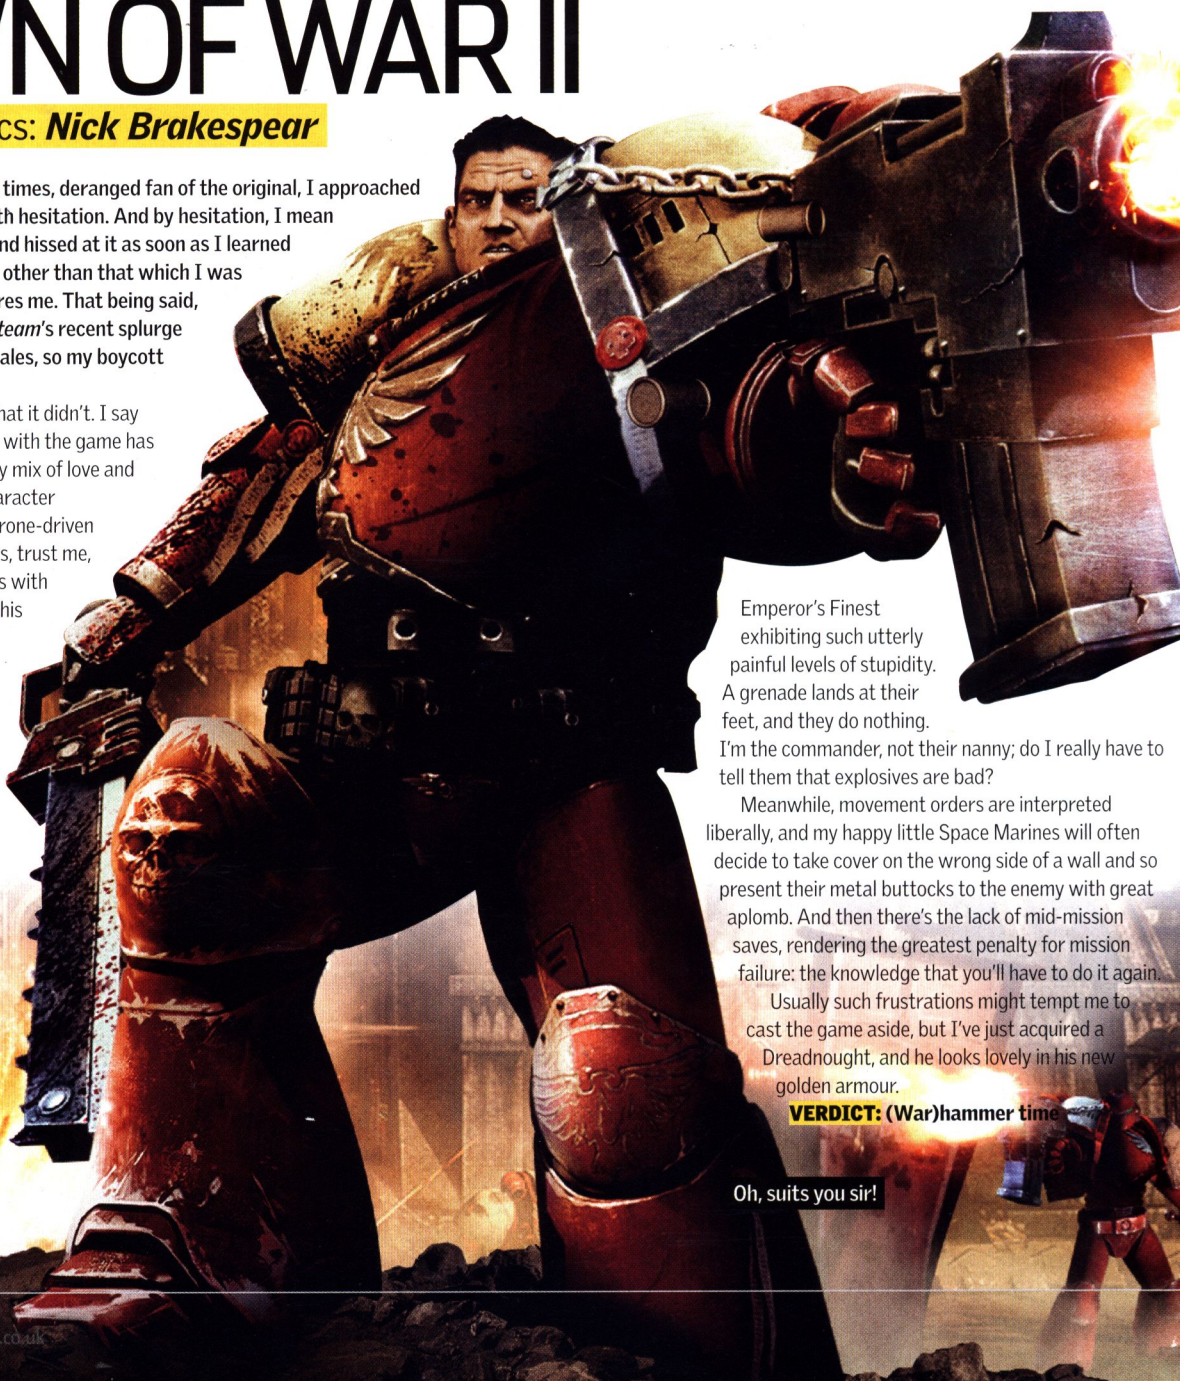 N OF WAR II
cs: Nick Brakespear
times, deranged fan of the original, I approached
th hesitation. And by hesitation, I mean
nd hissed at it as soon as I learned
other than that which I was
res me. That being said,
team's recent splurge
ales, so my boycott
hat it didn't. I say
with the game has
y mix of love and
aracter
rone-driven
s, trust me,
s with
his
Emperor's Finest
exhibiting such utterly
painful levels of stupidity.
A grenade lands at their
feet, and they do nothing.
I'm the commander, not their nanny; do I really have to
tell them that explosives are bad?
Meanwhile, movement orders are interpreted
liberally, and my happy little Space Marines will often
decide to take cover on the wrong side of a wall and so
present their metal buttocks to the enemy with great
aplomb. And then there's the lack of mid-mission
saves, rendering the greatest penalty for mission
failure: the knowledge that you'll have to do it again.
Usually such frustrations might tempt me to
cast the game aside, but I've just acquired a
Dreadnought, and he looks lovely in his new
golden armour.
VERDICT: (War)hammer time
Oh, suits you sir!
.co.uk